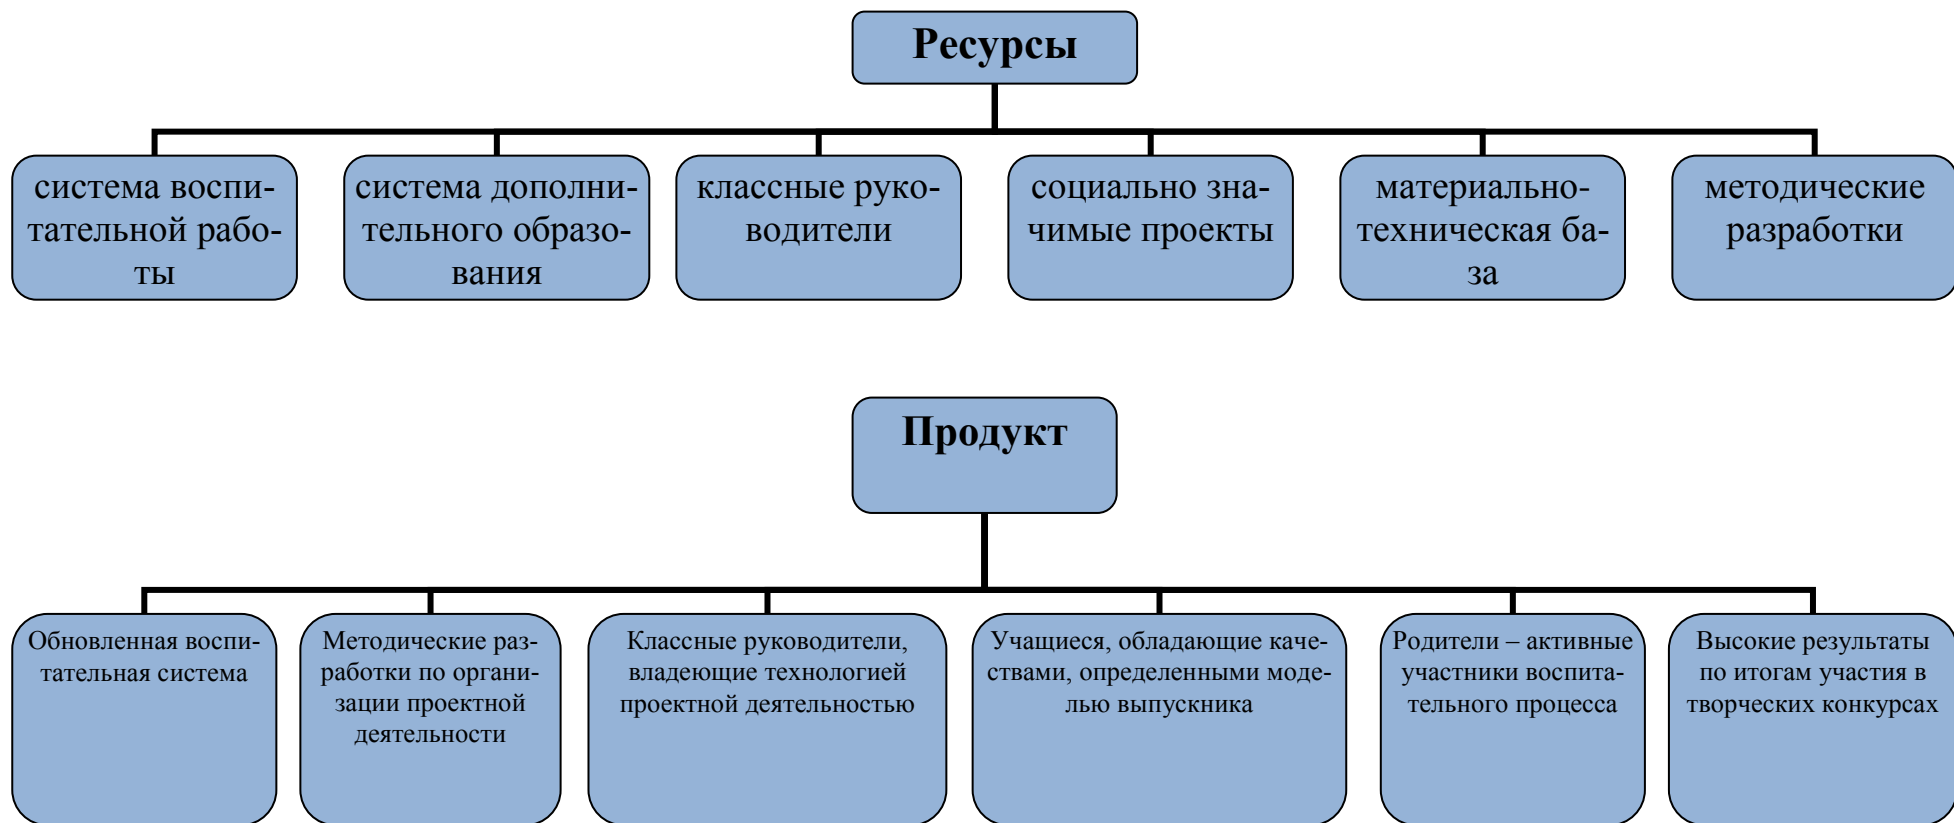 Ресурсы
система воспи-
тательной рабо-
ты
система дополни-
тельного образо-
вания
классные руко-
водители
социально зна-
чимые проекты
материально-
техническая ба-
за
методические
разработки
Продукт
Обновленная воспи-
тательная система
Методические раз-
работки по органи-
зации проектной
деятельности
Классные руководители,
владеющие технологией
проектной деятельностью
Учащиеся, обладающие каче-
ствами, определенными моде-
лью выпускника
Родители – активные
участники воспита-
тельного процесса
Высокие результаты
по итогам участия в
творческих конкурсах